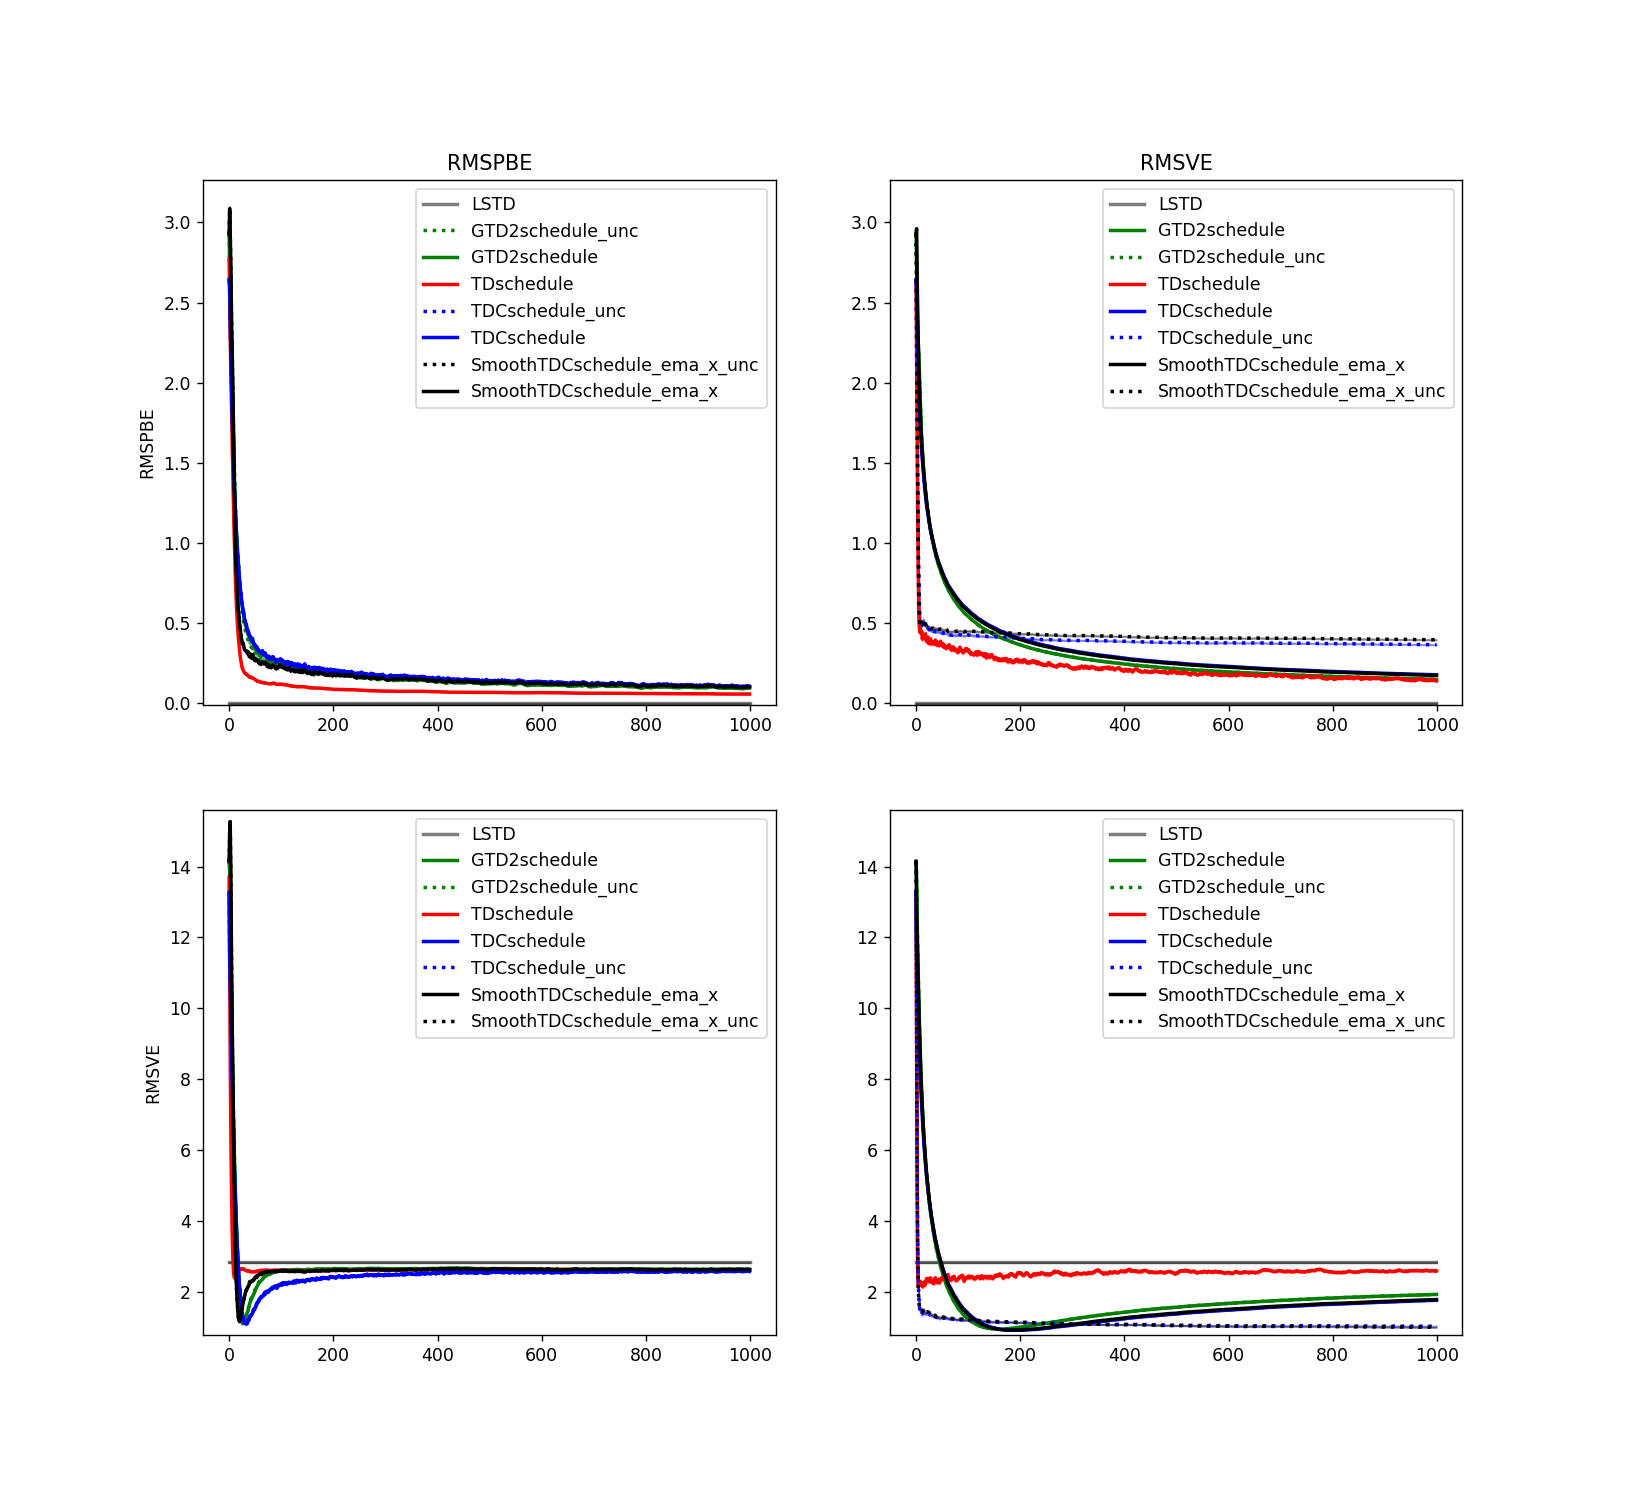 RMSPBE
RMSPBE
3.0
2.5
2.0
1.5
1.0
0.5
0.0
0 200 400 600 800 1000
LSTD
GTD2schedule_unc
GTD2schedule
TDschedule
TDCschedule_unc
TDCschedule
SmoothTDCschedule_ema_x_unc
SmoothTDCschedule_ema_x
RMSVE
3.0
2.5
2.0
1.5
1.0
0.5
0.0
0 200 400 600 800 1000
LSTD
GTD2schedule
GTD2schedule_unc
TDschedule
TDCschedule
TDCschedule_unc
SmoothTDCschedule_ema_x
SmoothTDCschedule_ema_x_unc
RMSVE
14
12
10
8
6
4
2
0 200 400 600 800 1000
LSTD
GTD2schedule
GTD2schedule_unc
TDschedule
TDCschedule
TDCschedule_unc
SmoothTDCschedule_ema_x
SmoothTDCschedule_ema_x_unc
14
12
10
8
6
4
2
0 200 400 600 800 1000
LSTD
GTD2schedule
GTD2schedule_unc
TDschedule
TDCschedule
TDCschedule_unc
SmoothTDCschedule_ema_x
SmoothTDCschedule_ema_x_unc